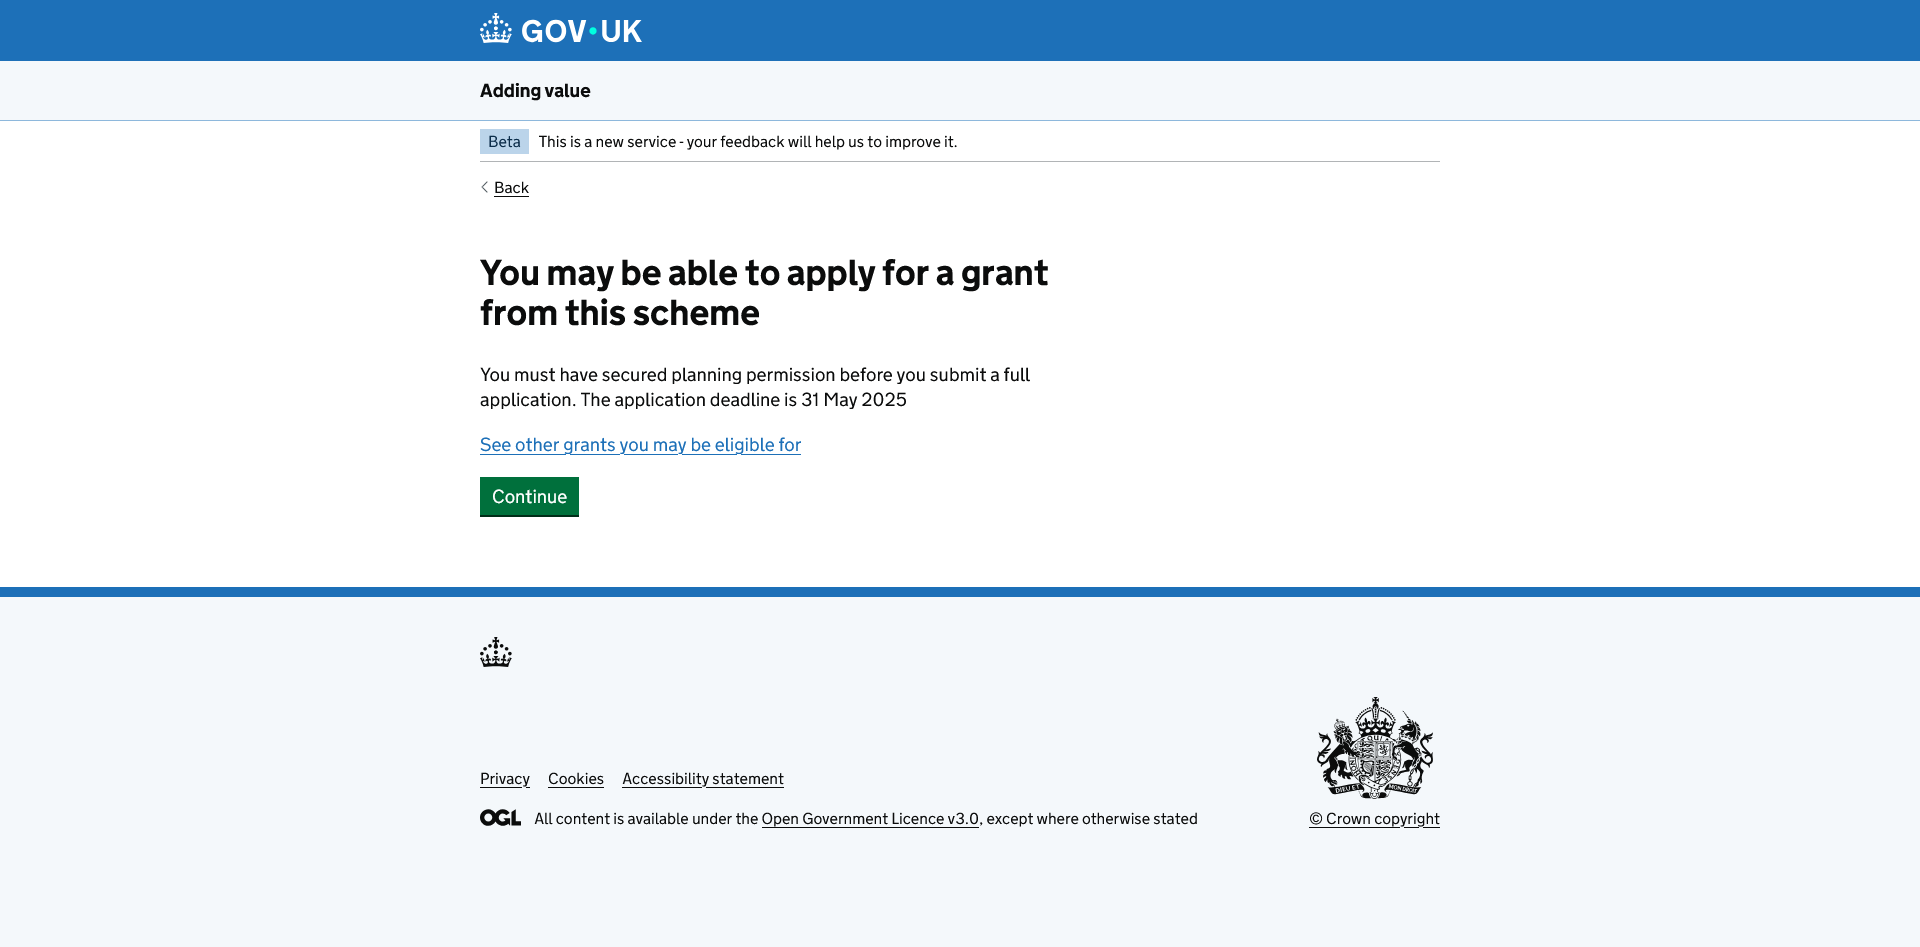 GOV•UK
Adding value
Beta This is a new service - your feedback will help us to improve it.
Back
You may be able to apply for a grant
from this scheme
You must have secured planning permission before you submit a full
application. The application deadline is 31 May 2025
See other grants you may be eligible for
Continue
Privacy Cookies Accessibility statement
DIEU ET MON DROIT
OGL All content is available under the Open Government Licence v3.0, except where otherwise stated
© Crown copyright